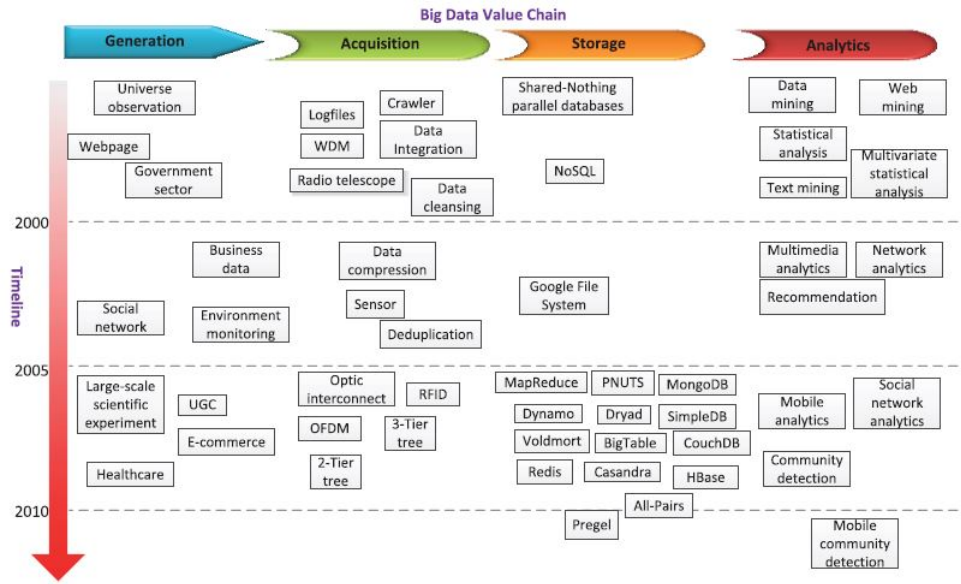 Big Data Value Chain
Generation
Acquisition
Storage
Analytics
Timeline
Universe
observation
Webpage
Government
sector
Logfiles
Crawler
WDM
Data
Integration
Radio telescope
Data
cleansing
Shared-Nothing
parallel databases
NoSQL
Data
mining
Web
mining
Statistical
analysis
Multivariate
statistical
analysis
Text mining
2000
Business
data
Social
network
Environment
monitoring
Data
compression
Sensor
Deduplication
Google File
System
Multimedia
analytics
Network
analytics
Recommendation
2005
Large-scale
scientific
experiment
UGC
E-commerce
Healthcare
Optic
interconnect
RFID
OFDM
3-Tier
tree
2-Tier
tree
MapReduce
PNUTS
MongoDB
Dynamo
Dryad
SimpleDB
Voldmort
BigTable
CouchDB
Redis
Casandra
HBase
All-Pairs
Mobile
analytics
Social
network
analytics
Community
detection
2010
Pregel
Mobile
community
detection